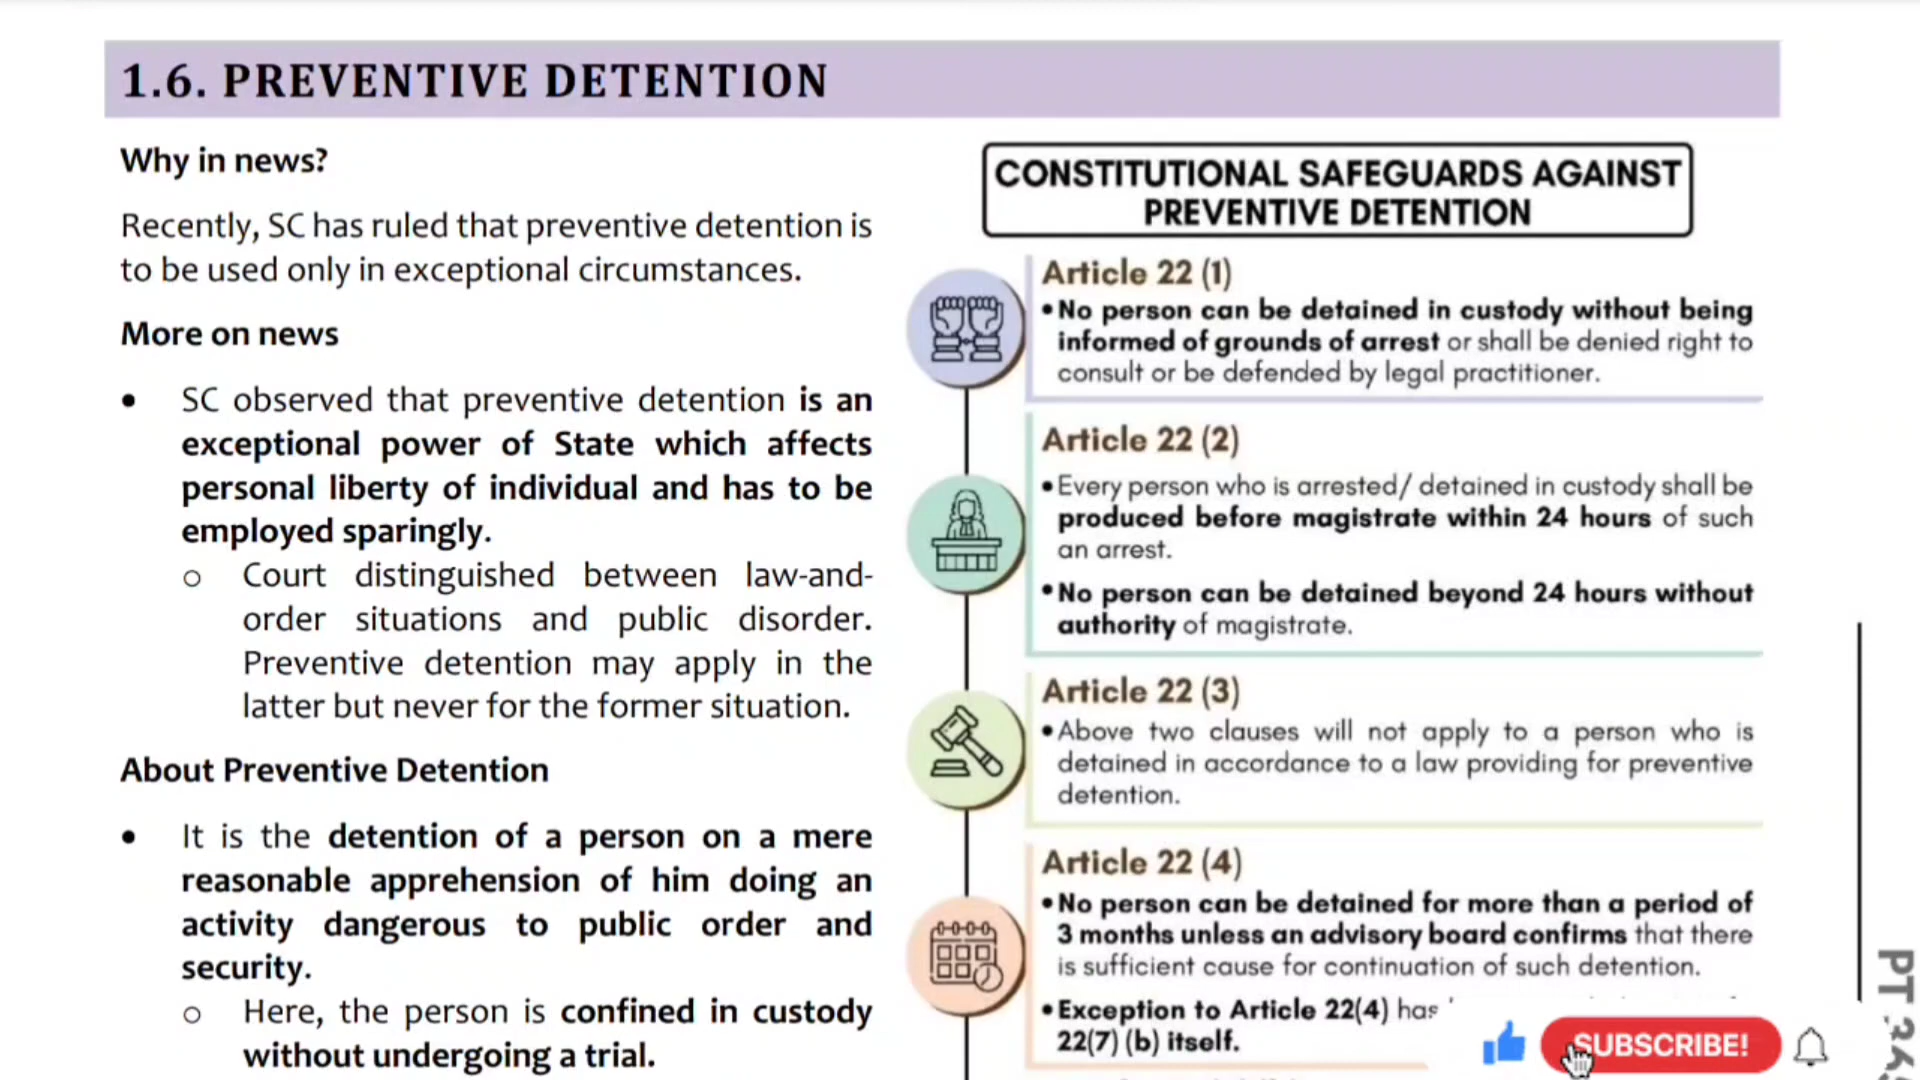 1.6. PREVENTIVE DETENTION
Why in news?
Recently, SC has ruled that preventive detention is
to be used only in exceptional circumstances.
More on news
• SC observed that preventive detention is an
exceptional power of State which affects
personal liberty of individual and has to be
employed sparingly.
o Court distinguished between law-and-
order situations and public disorder.
Preventive detention may apply in the
latter but never for the former situation.
About Preventive Detention
• It is the detention of a person on a mere
reasonable apprehension of him doing an
activity dangerous to public order and
security.
o Here, the person is confined in custody
without undergoing a trial.
CONSTITUTIONAL SAFEGUARDS AGAINST
PREVENTIVE DETENTION
Article 22 (1)
• No person can be detained in custody without being
informed of grounds of arrest or shall be denied right to
consult or be defended by legal practitioner.
Article 22 (2)
• Every person who is arrested/ detained in custody shall be
produced before magistrate within 24 hours of such
an arrest.
• No person can be detained beyond 24 hours without
authority of magistrate.
Article 22 (3)
• Above two clauses will not apply to a person who is
detained in accordance to a law providing for preventive
detention.
Article 22 (4)
• No person can be detained for more than a period of
3 months unless an advisory board confirms that there
is sufficient cause for continuation of such detention.
• Exception to Article 22(4) has
22(7) (b) itself.
SUBSCRIBE!
PT